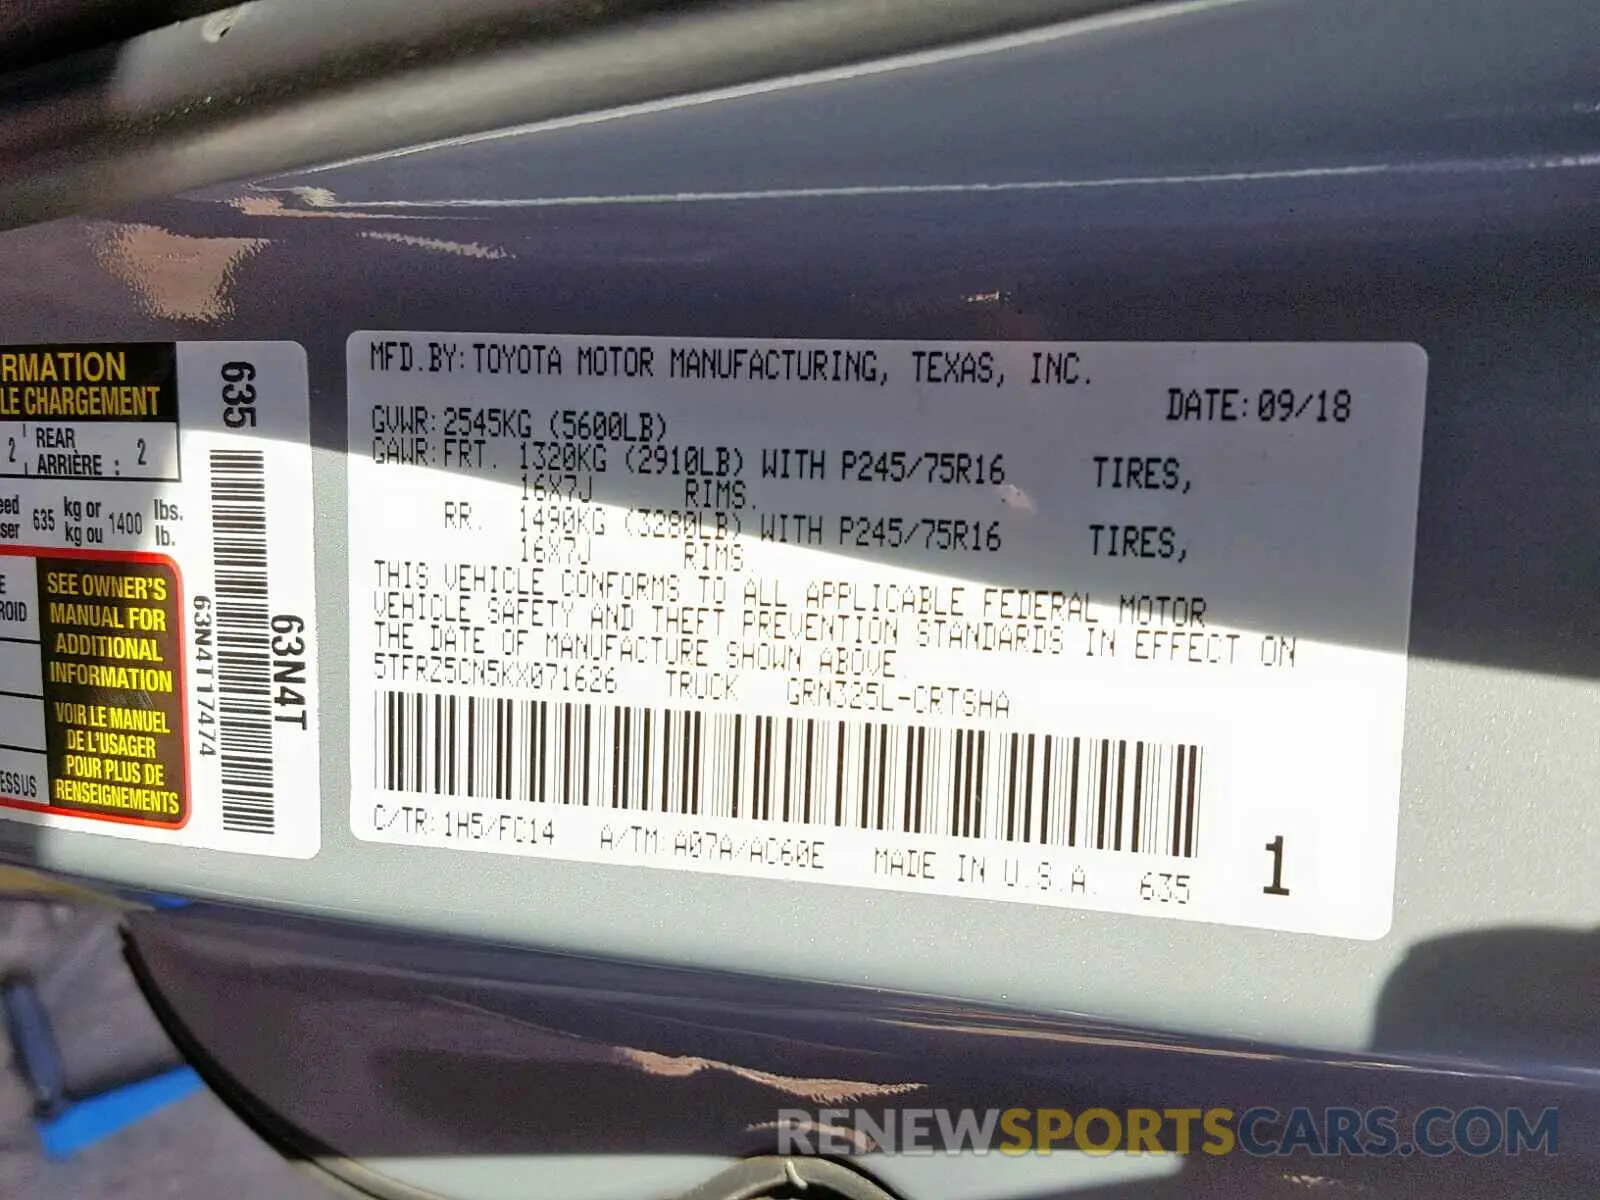 RMATION
LE CHARGEMENT
2 REAR 2
ARRIÈRE :
eed 635 kg or 1400 lbs.
ser kg ou lb.
E
ROID
ESSUS
SEE OWNER'S
MANUAL FOR
ADDITIONAL
INFORMATION
VOIR LE MANUEL
DE L'USAGER
POUR PLUS DE
RENSEIGNEMENTS
635
63N4T17474
63N4T
MFD.BY:TOYOTA MOTOR MANUFACTURING, TEXAS, INC.
DATE:09/18
GVWR:2545KG (5600LB)
GAWR:FRT. 1320KG (2910LB) WITH P245/75R16 TIRES,
16X7J RIMS.
RR. 1490KG (3280LB) WITH P245/75R16 TIRES,
16X7J RIMS.
THIS VEHICLE CONFORMS TO ALL APPLICABLE FEDERAL MOTOR
VEHICLE SAFETY AND THEFT PREVENTION STANDARDS IN EFFECT ON
THE DATE OF MANUFACTURE SHOWN ABOVE.
5TFRZ5CN5KX071626 TRUCK GRN325L-CRTSHA
C/TR:1H5/FC14 A/TM:A07A/AC60E MADE IN U.S.A. 635
1
RENEWSPORTSCARS.COM